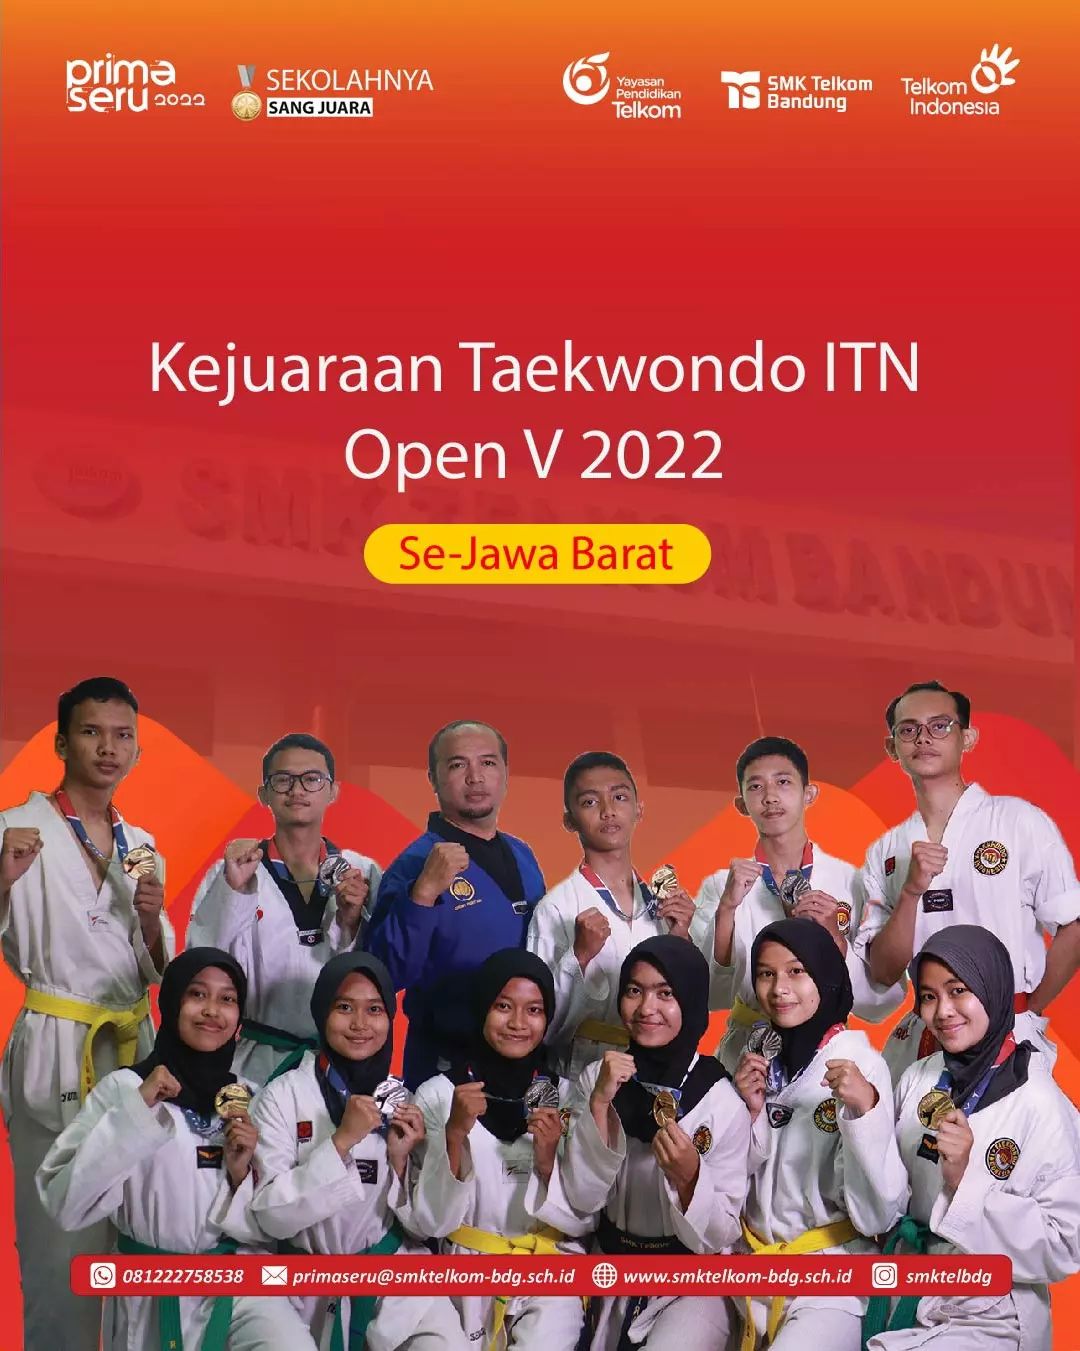 prima
seru 2022
SEKOLAHNYA
SANG JUARA
Yayasan
Pendidikan
Telkom
SMK Telkom
Bandung
Telkom
Indonesia
Kejuaraan Taekwondo ITN
Open V 2022
Se-Jawa Barat
081222758538
primaseru@smktelkom-bdg.sch.id
www.smktelkom-bdg.sch.id
smktelbdg